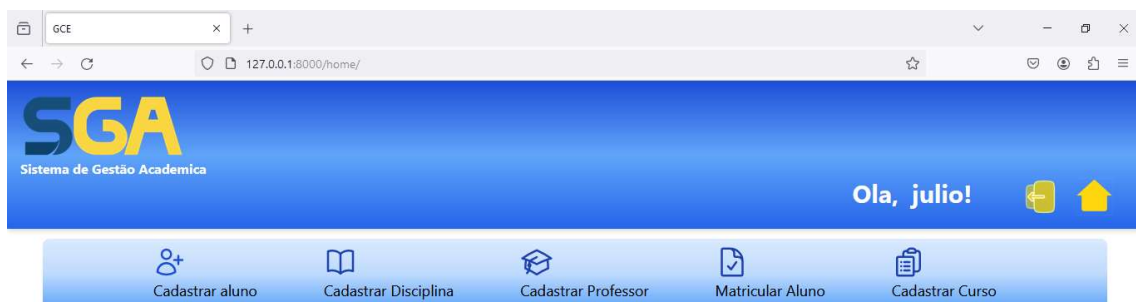 GCE
127.0.0.1:8000/home/
SGA
Sistema de Gestão Academica
Ola, julio!
Cadastrar aluno Cadastrar Disciplina Cadastrar Professor Matricular Aluno Cadastrar Curso